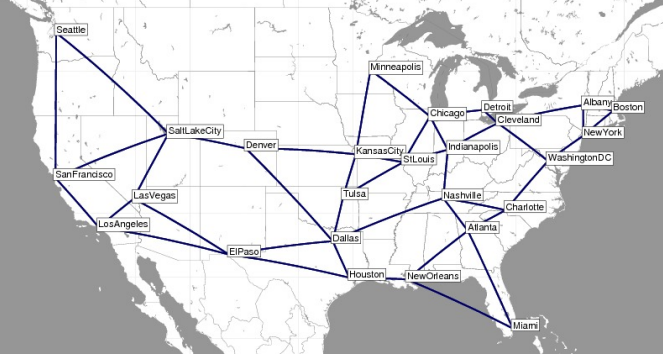 Seattle
Minneapolis
Albany
Boston
Detroit
Chicago
Cleveland
NewYork
SaltLakeCity
Denver
KansasCity
Indianapolis
StLouis
WashingtonDC
SanFrancisco
LasVegas
Tulsa
Nashville
Charlotte
LosAngeles
Atlanta
Dallas
ElPaso
Houston
NewOrleans
Miami